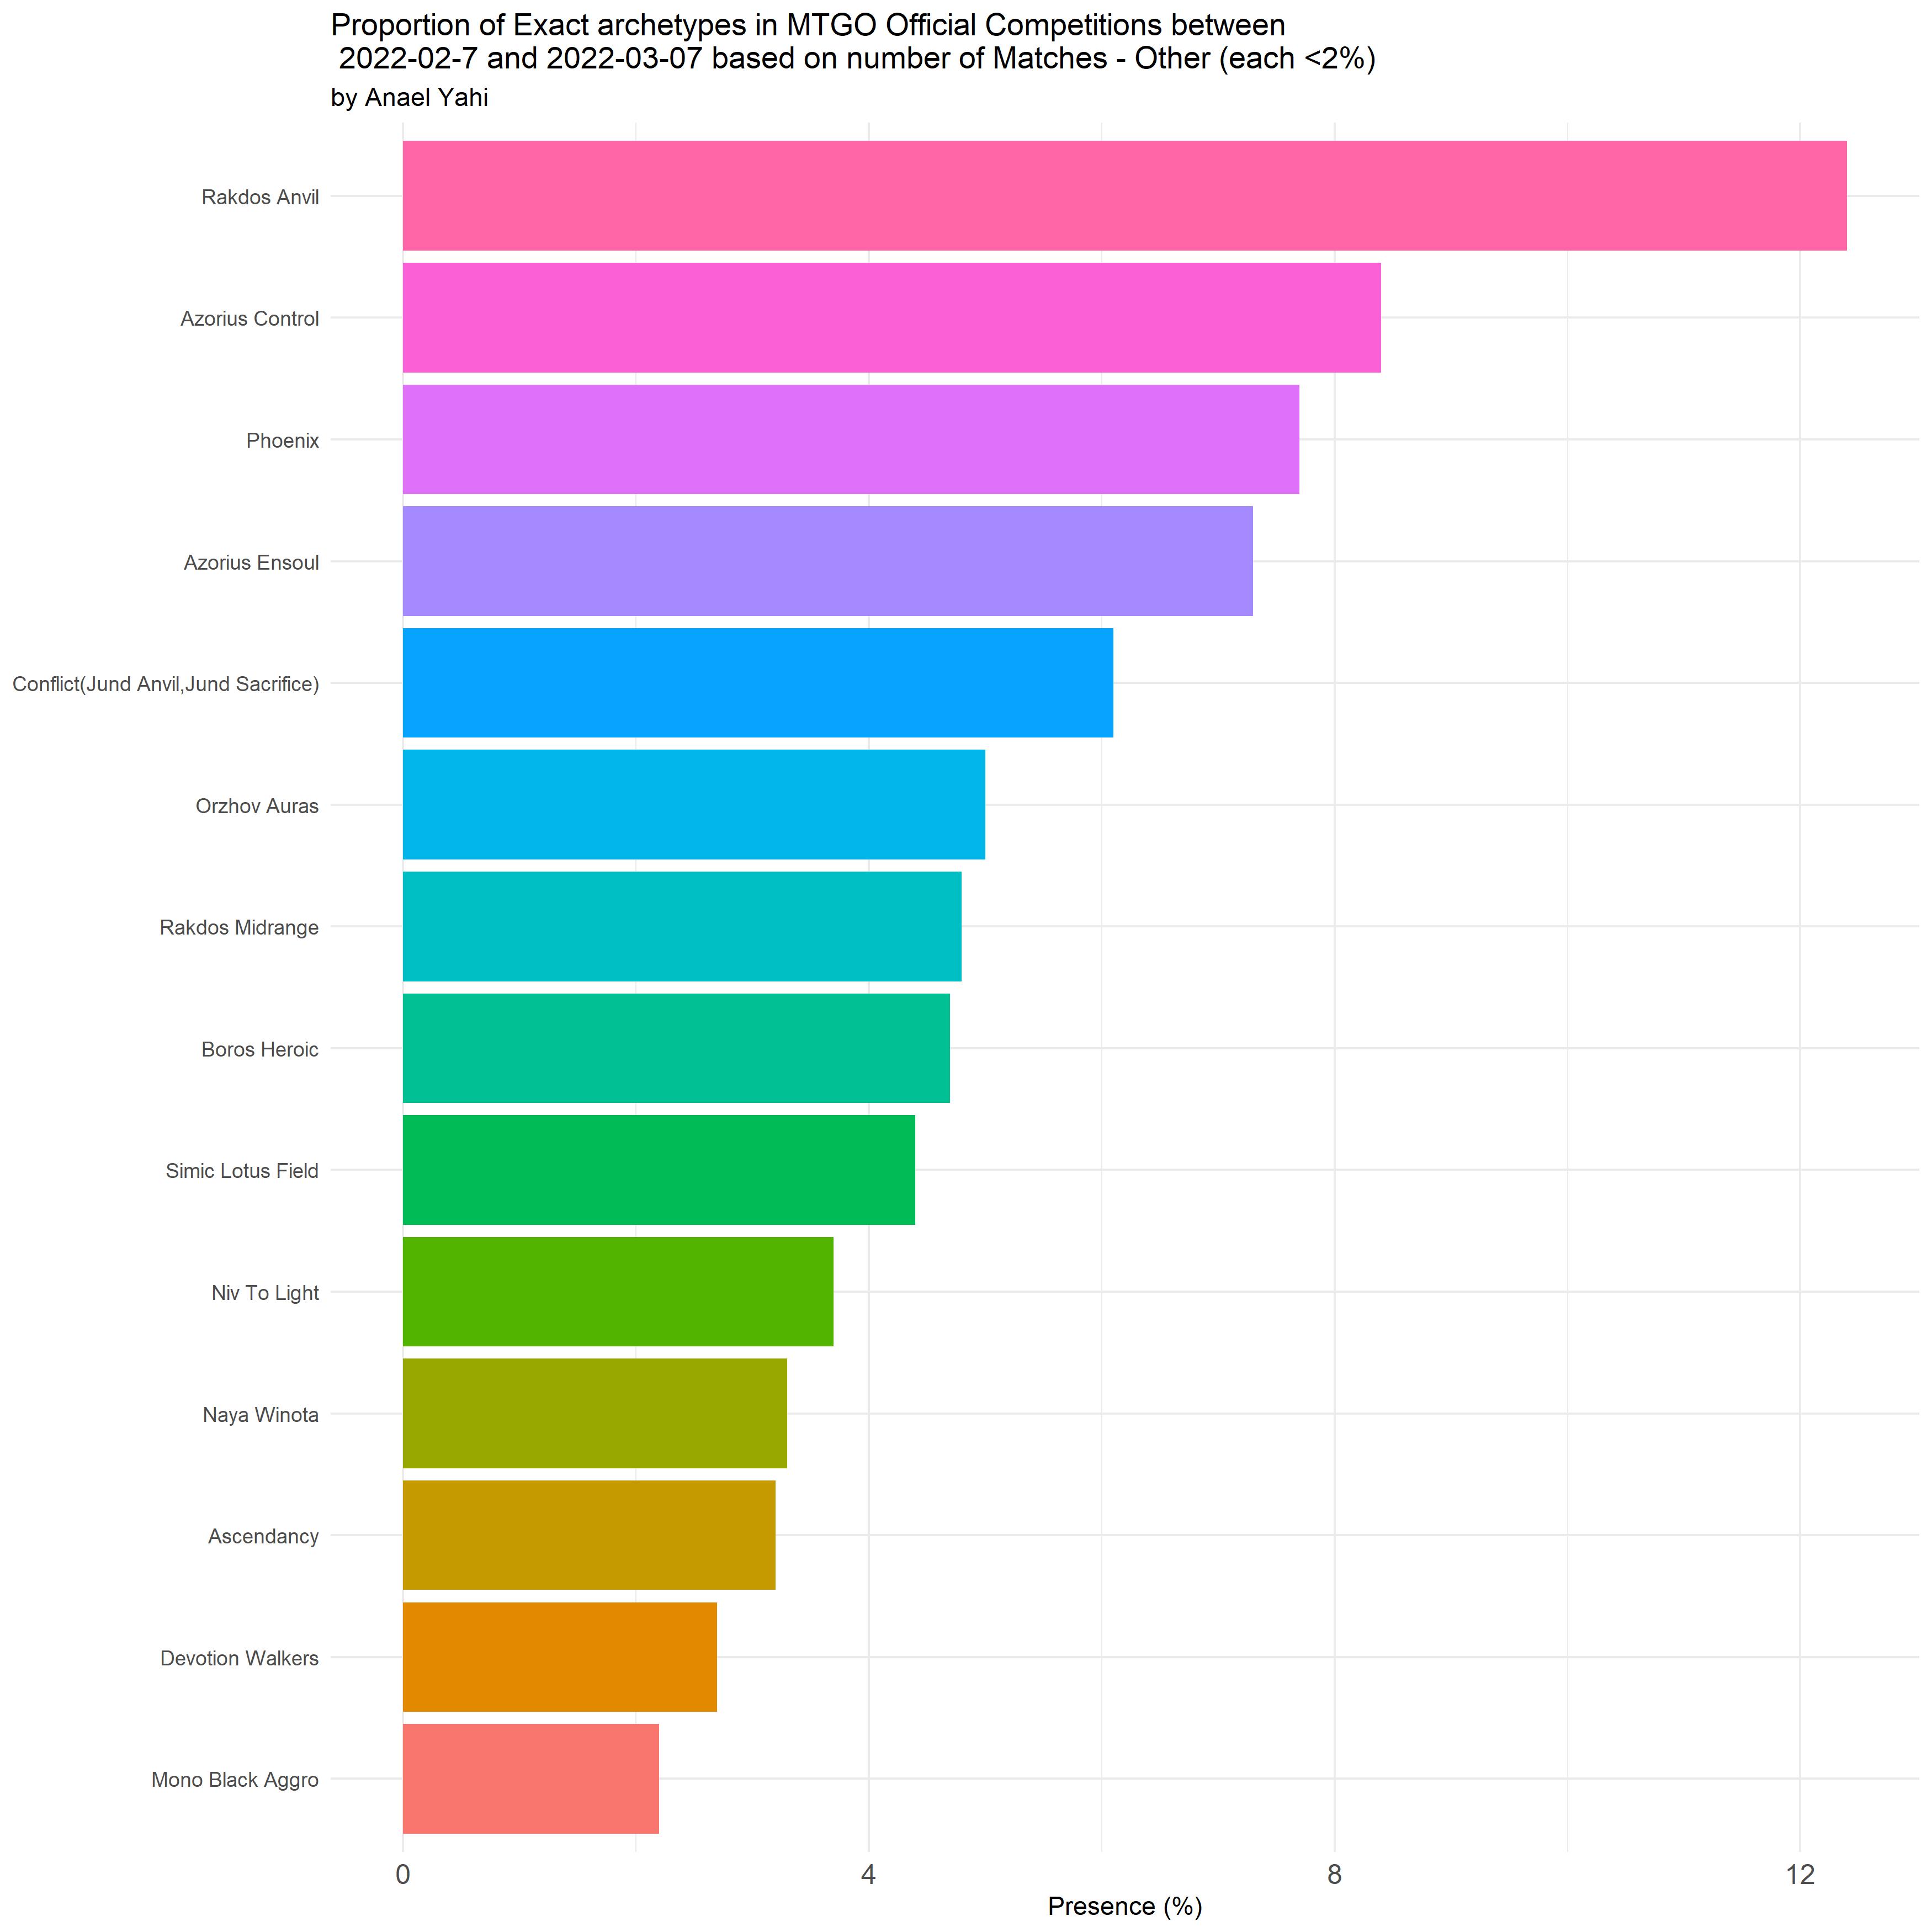 Proportion of Exact archetypes in MTGO Official Competitions between
2022-02-7 and 2022-03-07 based on number of Matches - Other (each <2%)
by Anael Yahi
Rakdos Anvil
Azorius Control
Phoenix
Azorius Ensoul
Conflict(Jund Anvil,Jund Sacrifice)
Orzhov Auras
Rakdos Midrange
Boros Heroic
Simic Lotus Field
Niv To Light
Naya Winota
Ascendancy
Devotion Walkers
Mono Black Aggro
0 4 8 12
Presence (%)